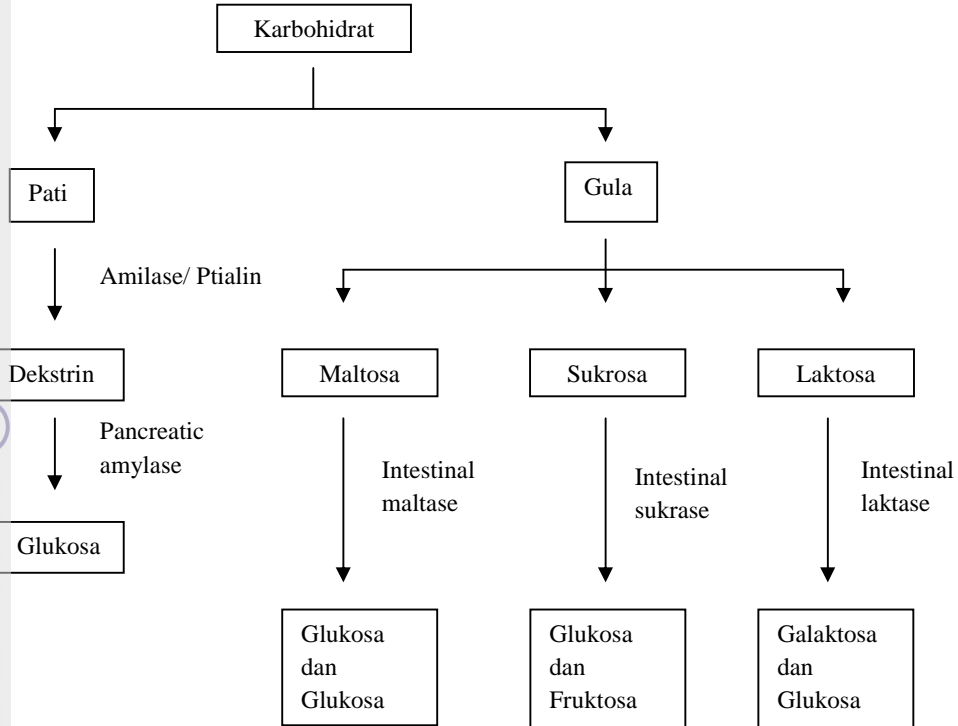 Karbohidrat
Pati
Gula
Amilase/ Ptialin
Dekstrin
Maltosa
Sukrosa
Laktosa
Pancreatic
amylase
Intestinal
maltase
Intestinal
sukrase
Intestinal
laktase
Glukosa
Glukosa
dan
Glukosa
Glukosa
dan
Fruktosa
Galaktosa
dan
Glukosa